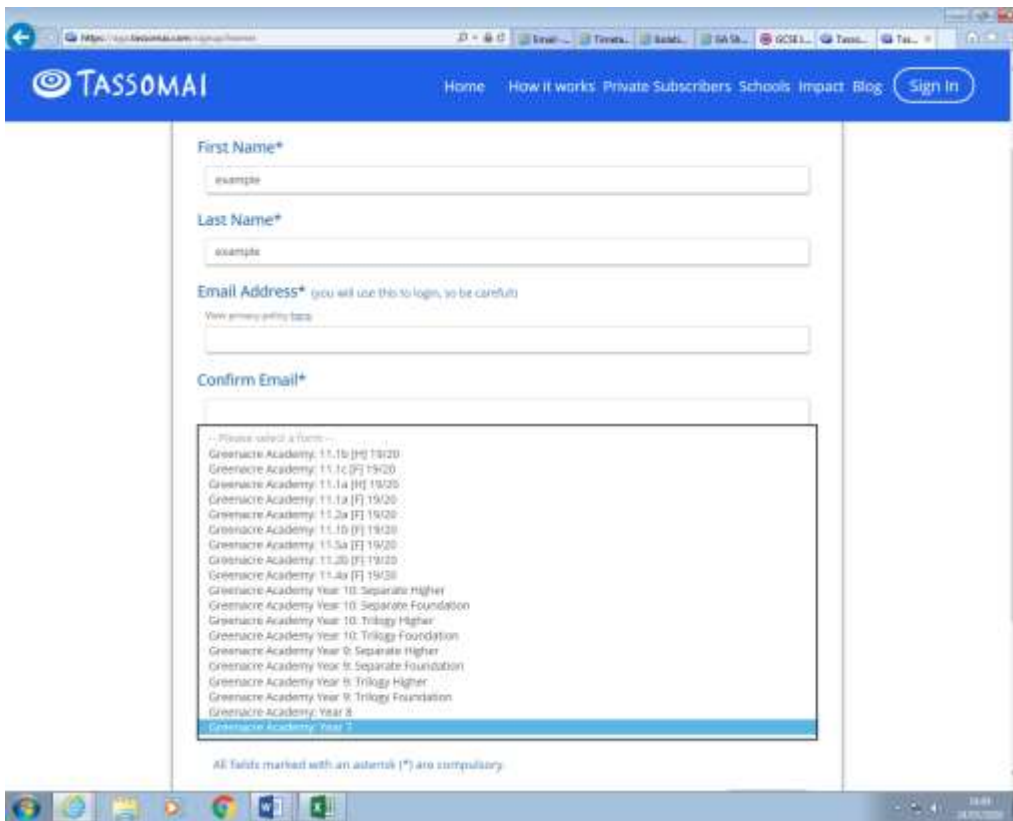 TASSOMAI
Home How it works Private Subscribers Schools Impact Blog Sign In
First Name*
example
Last Name*
example
Email Address* (you will use this to login, so be careful)
View privacy policy here
Confirm Email*
-- Please select a form --
Greenacre Academy: 11.1b [H] 19/20
Greenacre Academy: 11.1c [F] 19/20
Greenacre Academy: 11.1a [H] 19/20
Greenacre Academy: 11.1a [F] 19/20
Greenacre Academy: 11.2a [F] 19/20
Greenacre Academy: 11.1b [F] 19/20
Greenacre Academy: 11.5a [F] 19/20
Greenacre Academy: 11.2b [F] 19/20
Greenacre Academy: 11.4a [F] 19/20
Greenacre Academy Year 10: Separate Higher
Greenacre Academy Year 10: Separate Foundation
Greenacre Academy Year 10: Trilogy Higher
Greenacre Academy Year 10: Trilogy Foundation
Greenacre Academy Year 9: Separate Higher
Greenacre Academy Year 9: Separate Foundation
Greenacre Academy Year 9: Trilogy Higher
Greenacre Academy Year 9: Trilogy Foundation
Greenacre Academy: Year 8
Greenacre Academy: Year 7
All fields marked with an asterisk (*) are compulsory.